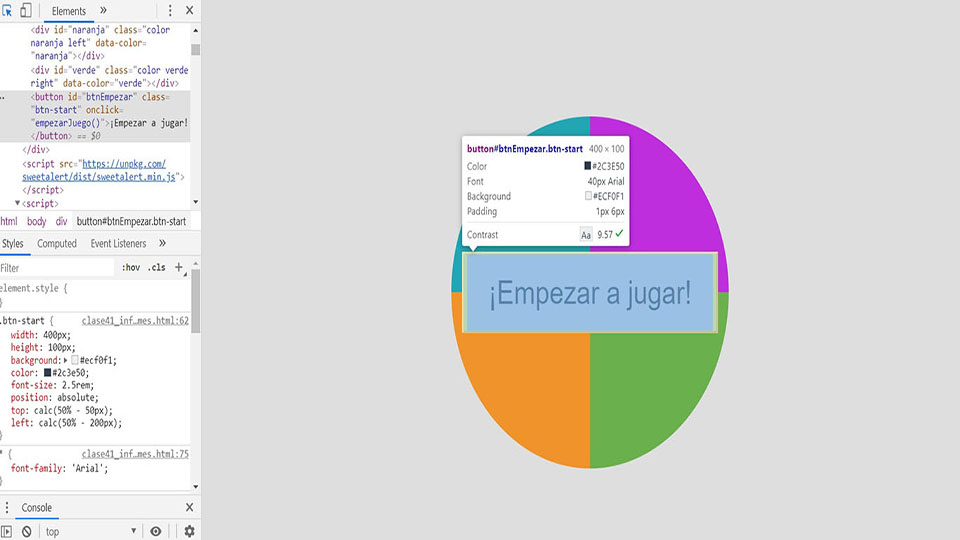 Elements »
<div id="naranja" class="color
naranja left" data-color=
"naranja"></div>
<div id="verde" class="color verde
right" data-color="verde"></div>
… <button id="btnEmpezar" class=
"btn-start" onclick=
"empezarJuego()">¡Empezar a jugar!
</button> == $0
</div>
<script src="https://unpkg.com/
sweetalert/dist/sweetalert.min.js">
</script>
<script>
html body div button#btnEmpezar.btn-start
Styles Computed Event Listeners »
Filter :hov .cls +
element.style {
}
.btn-start { clase41_inf…mes.html:62
width: 400px;
height: 100px;
background: #ecf0f1;
color: #2c3e50;
font-size: 2.5rem;
position: absolute;
top: calc(50% - 50px);
left: calc(50% - 200px);
}
* { clase41_inf…mes.html:75
font-family: 'Arial';
}
Console
top
button#btnEmpezar.btn-start 400 × 100
Color #2C3E50
Font 40px Arial
Background #ECF0F1
Padding 1px 6px
Contrast Aa 9.57
¡Empezar a jugar!